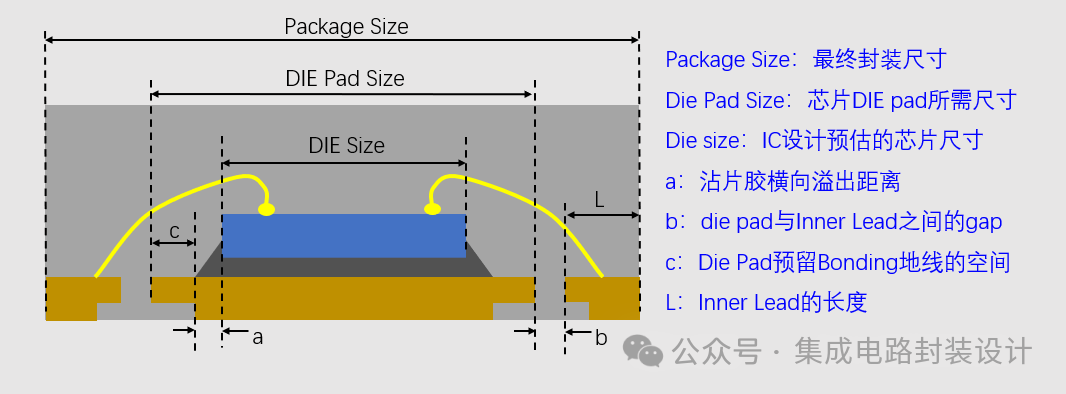 Package Size
DIE Pad Size
DIE Size
L
c
a
b
Package Size：最终封装尺寸
Die Pad Size：芯片DIE pad所需尺寸
Die size：IC设计预估的芯片尺寸
a：沾片胶横向溢出距离
b：die pad与Inner Lead之间的gap
c：Die Pad预留Bonding地线的空间
L：Inner Lead的长度
公众号 · 集成电路封装设计